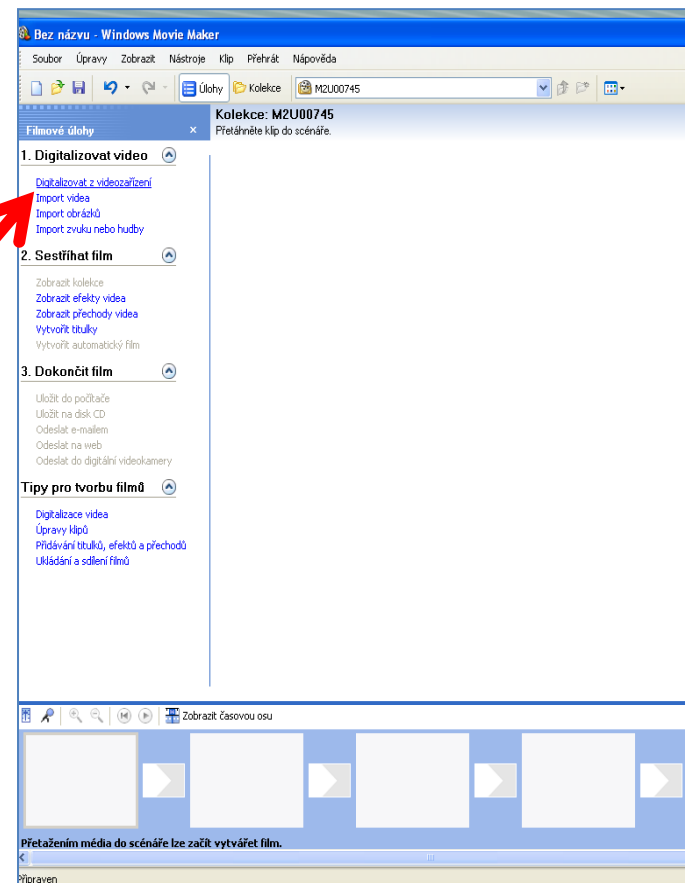 Bez názvu - Windows Movie Maker
Soubor Úpravy Zobrazit Nástroje Klip Přehrát Nápověda
Úlohy Kolekce M2U00745
Filmové úlohy ×
Kolekce: M2U00745
Přetáhněte klip do scénáře.
1. Digitalizovat video
Digitalizovat z videozařízení
Import videa
Import obrázků
Import zvuku nebo hudby
2. Sestříhat film
Zobrazit kolekce
Zobrazit efekty videa
Zobrazit přechody videa
Vytvořit titulky
Vytvořit automatický film
3. Dokončit film
Uložit do počítače
Uložit na disk CD
Odeslat e-mailem
Odeslat na web
Odeslat do digitální videokamery
Tipy pro tvorbu filmů
Digitalizace videa
Úpravy klipů
Přidávání titulků, efektů a přechodů
Ukládání a sdílení filmů
Zobrazit časovou osu
Přetažením média do scénáře lze začít vytvářet film.
Připraven